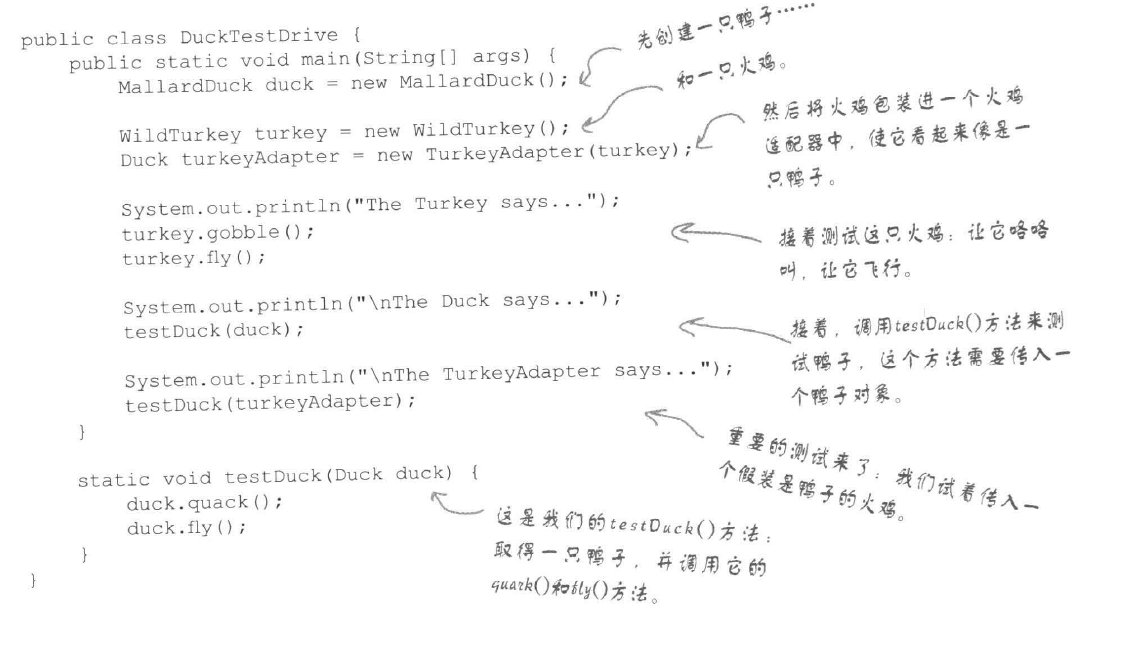 public class DuckTestDrive {
public static void main(String[] args) {
MallardDuck duck = new MallardDuck();
WildTurkey turkey = new WildTurkey();
Duck turkeyAdapter = new TurkeyAdapter(turkey);
System.out.println("The Turkey says...");
turkey.gobble();
turkey.fly();
System.out.println("\nThe Duck says...");
testDuck(duck);
System.out.println("\nThe TurkeyAdapter says...");
testDuck(turkeyAdapter);
}
static void testDuck(Duck duck) {
duck.quack();
duck.fly();
}
}
先创建一只鸭子……
和一只火鸡。
然后将火鸡包装进一个火鸡
适配器中，使它看起来像是一
只鸭子。
接着测试这只火鸡：让它咯咯
叫，让它飞行。
接着，调用testDuck()方法来测
试鸭子，这个方法需要传入一
个鸭子对象。
重要的测试来了：我们试着传入一
个假装是鸭子的火鸡。
这是我们的testDuck()方法：
取得一只鸭子，并调用它的
quack()和fly()方法。